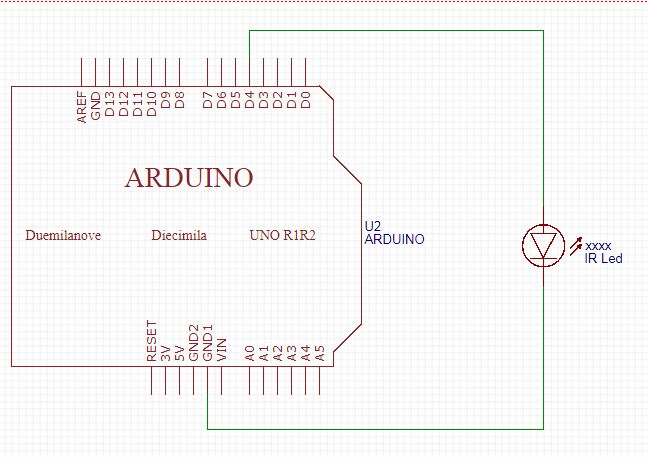 AREF GND D13 D12 D11 D10 D9 D8 D7 D6 D5 D4 D3 D2 D1 D0
ARDUINO
Duemilanove Diecimila UNO R1R2
U2
ARDUINO
xxxx
IR Led
RESET 3V 5V GND2 GND1 VIN A0 A1 A2 A3 A4 A5